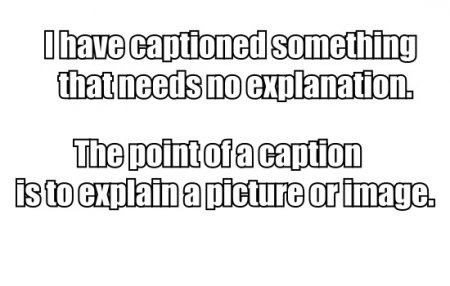 I have captioned something
that needs no explanation.
The point of a caption
is to explain a picture or image.